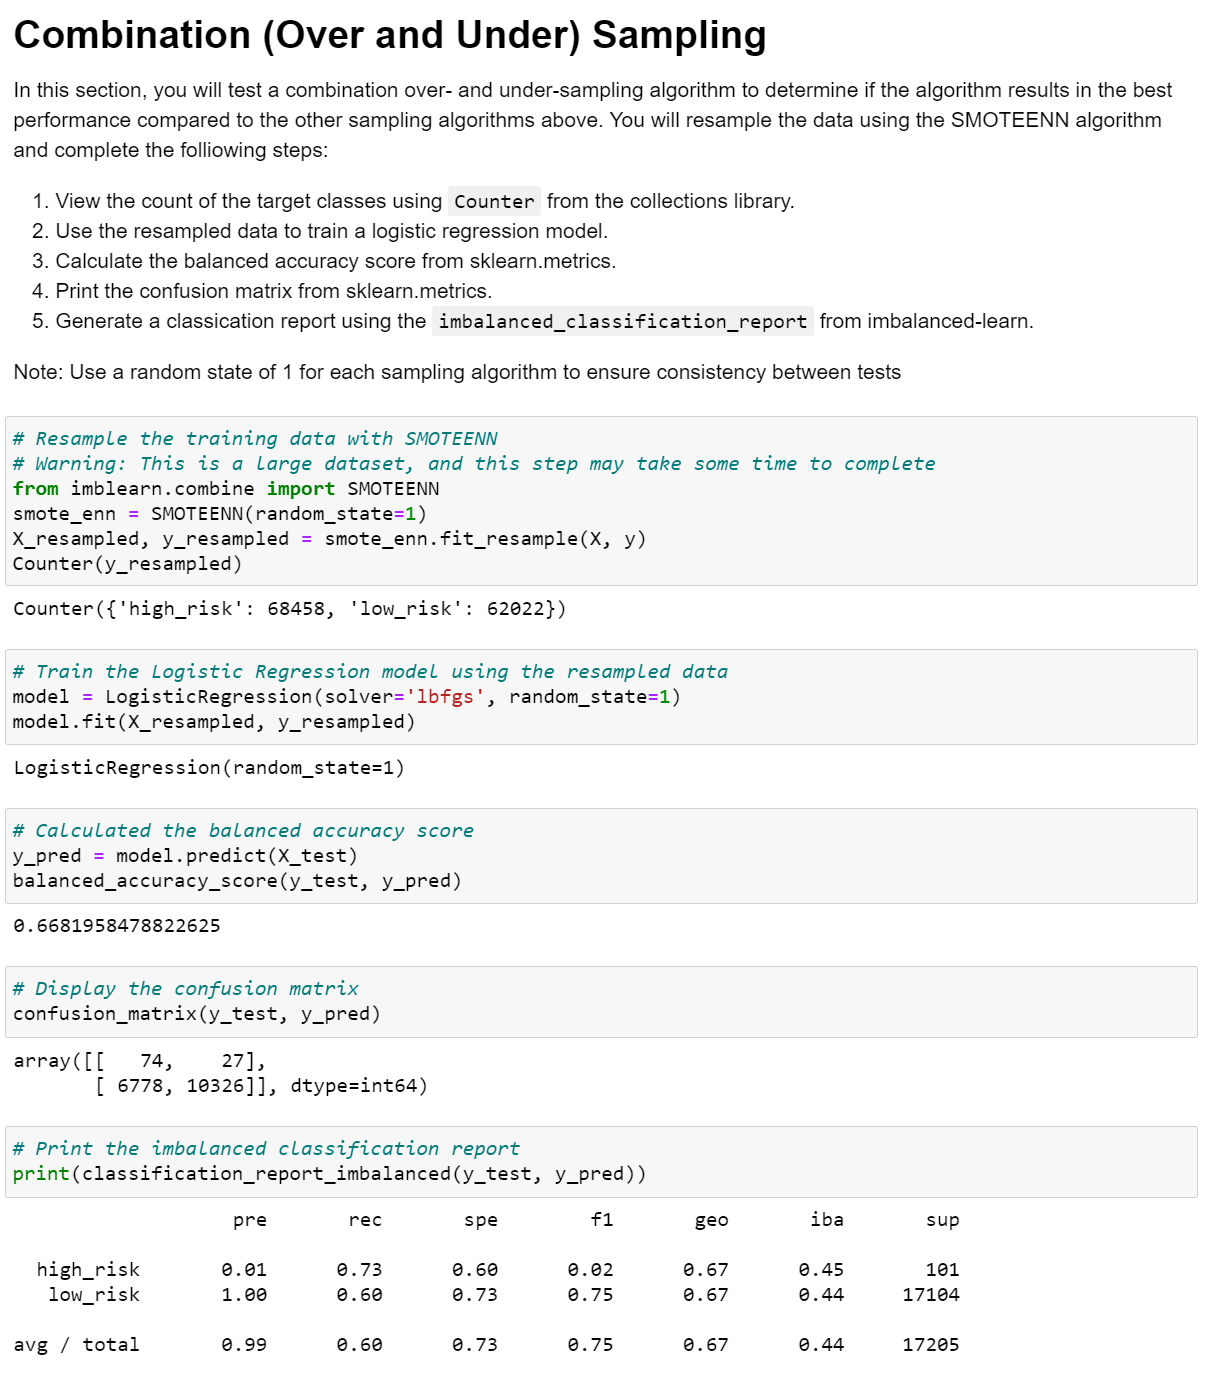 Combination (Over and Under) Sampling
In this section, you will test a combination over- and under-sampling algorithm to determine if the algorithm results in the best
performance compared to the other sampling algorithms above. You will resample the data using the SMOTEENN algorithm
and complete the folliowing steps:
1. View the count of the target classes using Counter from the collections library.
2. Use the resampled data to train a logistic regression model.
3. Calculate the balanced accuracy score from sklearn.metrics.
4. Print the confusion matrix from sklearn.metrics.
5. Generate a classication report using the imbalanced_classification_report from imbalanced-learn.
Note: Use a random state of 1 for each sampling algorithm to ensure consistency between tests
# Resample the training data with SMOTEENN
# Warning: This is a large dataset, and this step may take some time to complete
from imblearn.combine import SMOTEENN
smote_enn = SMOTEENN(random_state=1)
X_resampled, y_resampled = smote_enn.fit_resample(X, y)
Counter(y_resampled)
Counter({'high_risk': 68458, 'low_risk': 62022})
# Train the Logistic Regression model using the resampled data
model = LogisticRegression(solver='lbfgs', random_state=1)
model.fit(X_resampled, y_resampled)
LogisticRegression(random_state=1)
# Calculated the balanced accuracy score
y_pred = model.predict(X_test)
balanced_accuracy_score(y_test, y_pred)
0.6681958478822625
# Display the confusion matrix
confusion_matrix(y_test, y_pred)
array([[   74,    27],
       [ 6778, 10326]], dtype=int64)
# Print the imbalanced classification report
print(classification_report_imbalanced(y_test, y_pred))
                   pre       rec       spe        f1       geo       iba       sup
  high_risk       0.01      0.73      0.60      0.02      0.67      0.45       101
   low_risk       1.00      0.60      0.73      0.75      0.67      0.44     17104
avg / total       0.99      0.60      0.73      0.75      0.67      0.44     17205